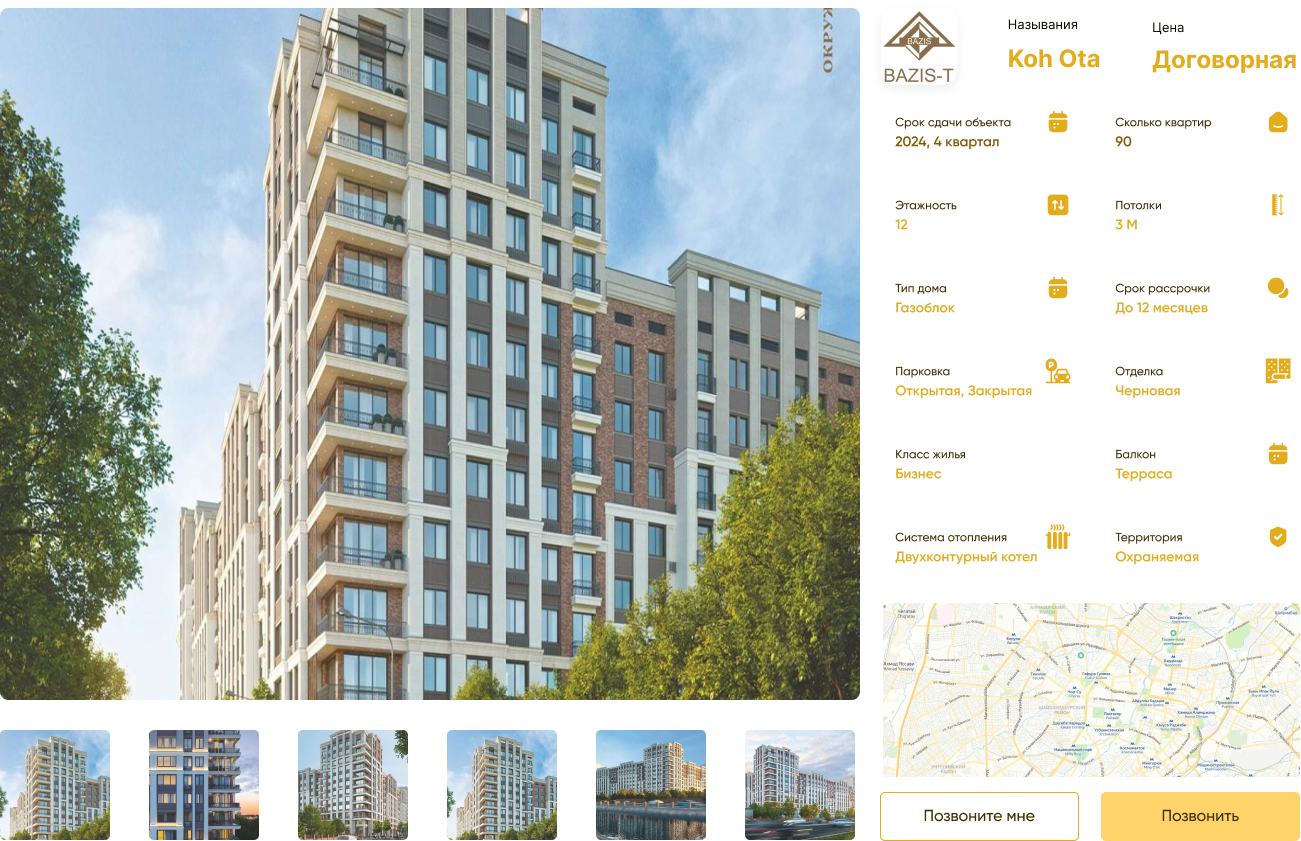 ОКРУЖ
BAZIS
BAZIS-T
Называния
Koh Ota
Цена
Договорная
Срок сдачи объекта
2024, 4 квартал
Сколько квартир
90
Этажность
12
Потолки
3 М
Тип дома
Газоблок
Срок рассрочки
До 12 месяцев
P
Парковка
Открытая, Закрытая
Отделка
Черновая
Класс жилья
Бизнес
Балкон
Терраса
Система отопления
Двухконтурный котел
Территория
Охраняемая
Позвоните мне
Позвонить